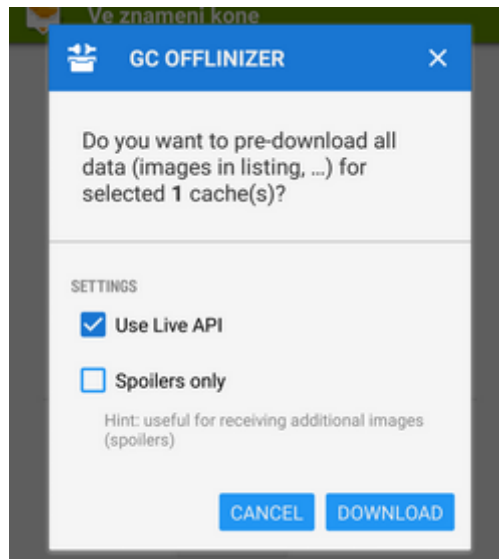 Ve znameni kone
GC OFFLINIZER
Do you want to pre-download all
data (images in listing, ...) for
selected 1 cache(s)?
SETTINGS
Use Live API
Spoilers only
Hint: useful for receiving additional images
(spoilers)
CANCEL DOWNLOAD